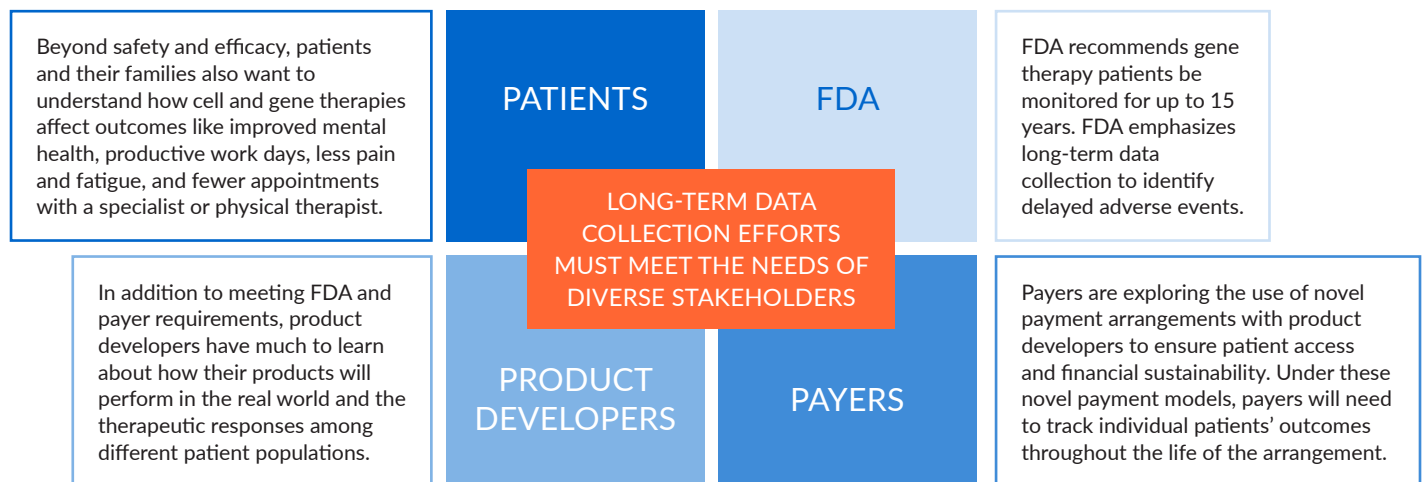 Beyond safety and efficacy, patients
and their families also want to
understand how cell and gene therapies
affect outcomes like improved mental
health, productive work days, less pain
and fatigue, and fewer appointments
with a specialist or physical therapist.
PATIENTS
FDA
FDA recommends gene
therapy patients be
monitored for up to 15
years. FDA emphasizes
long-term data
collection to identify
delayed adverse events.
LONG-TERM DATA
COLLECTION EFFORTS
MUST MEET THE NEEDS OF
DIVERSE STAKEHOLDERS
In addition to meeting FDA and
payer requirements, product
developers have much to learn
about how their products will
perform in the real world and the
therapeutic responses among
different patient populations.
PRODUCT
DEVELOPERS
PAYERS
Payers are exploring the use of novel
payment arrangements with product
developers to ensure patient access
and financial sustainability. Under these
novel payment models, payers will need
to track individual patients’ outcomes
throughout the life of the arrangement.